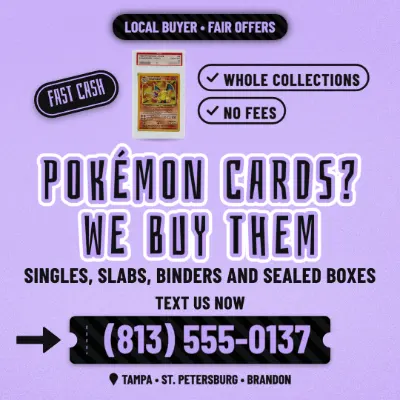 LOCAL BUYER • FAIR OFFERS
FAST CASH
WHOLE COLLECTIONS
NO FEES
POKÉMON CARDS?
WE BUY THEM
SINGLES, SLABS, BINDERS AND SEALED BOXES
TEXT US NOW
(813) 555-0137
TAMPA • ST. PETERSBURG • BRANDON